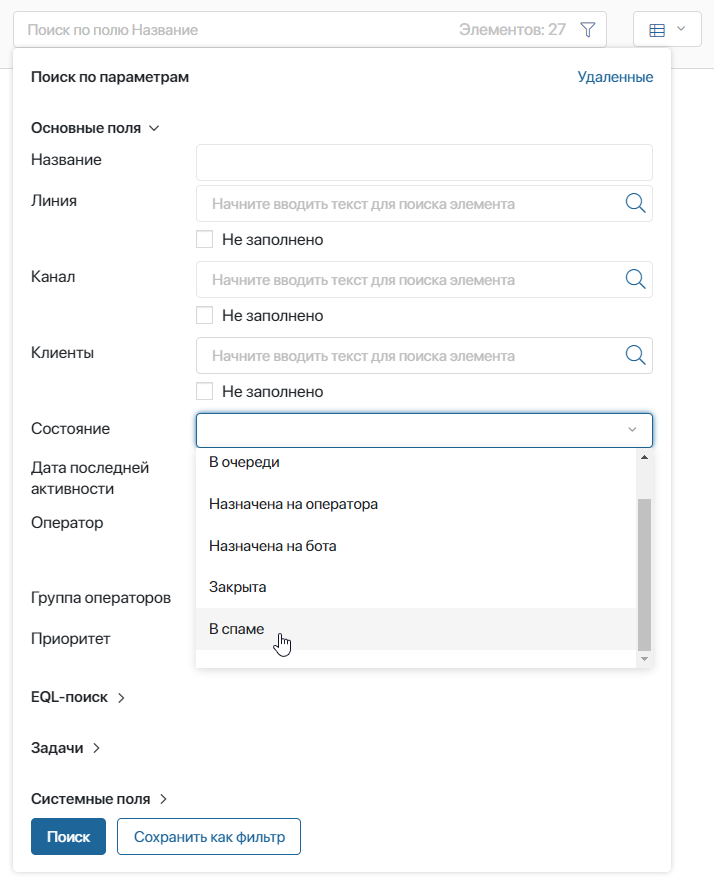 Поиск по полю Название
Элементов: 27
Поиск по параметрам
Удаленные
Основные поля
Название
Линия
Начните вводить текст для поиска элемента
Не заполнено
Канал
Начните вводить текст для поиска элемента
Не заполнено
Клиенты
Начните вводить текст для поиска элемента
Не заполнено
Состояние
В очереди
Назначена на оператора
Назначена на бота
Закрыта
В спаме
Дата последней
активности
Оператор
Группа операторов
Приоритет
EQL-поиск
Задачи
Системные поля
Поиск
Сохранить как фильтр